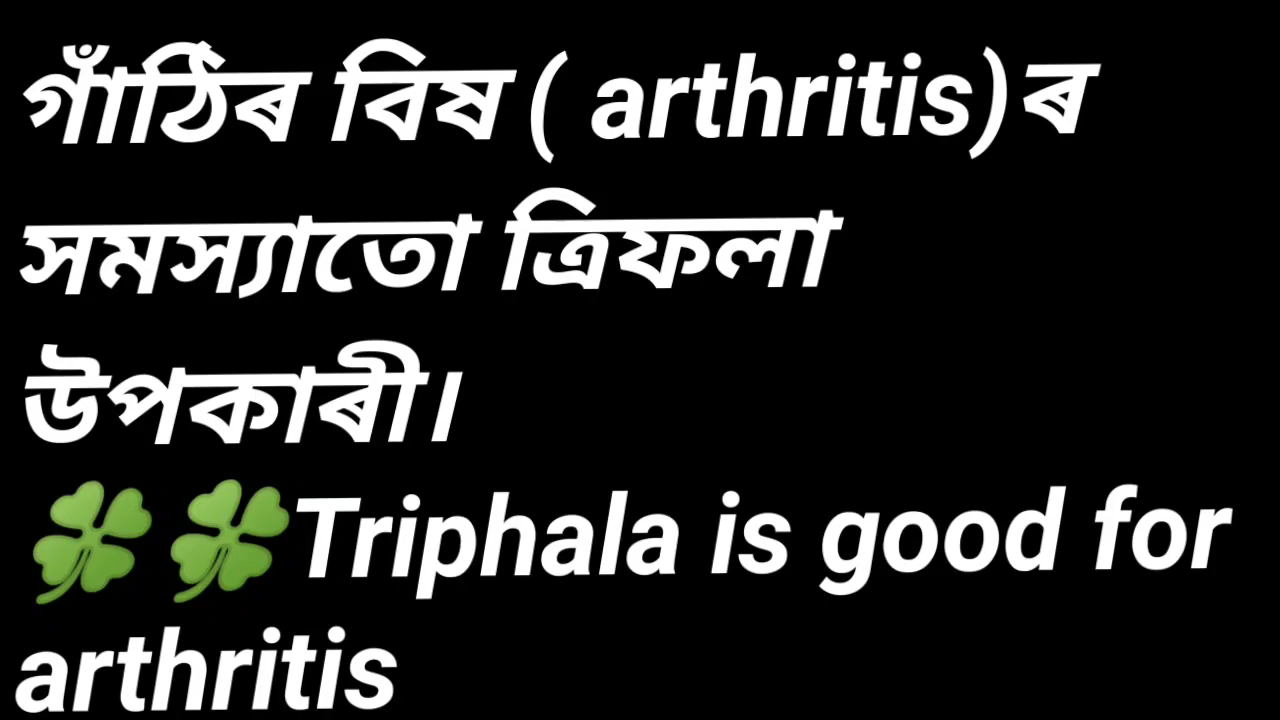 গাঁঠিৰ বিষ ( arthritis)ৰ
সমস্যাতো ত্ৰিফলা
উপকাৰী।
🍀🍀Triphala is good for
arthritis